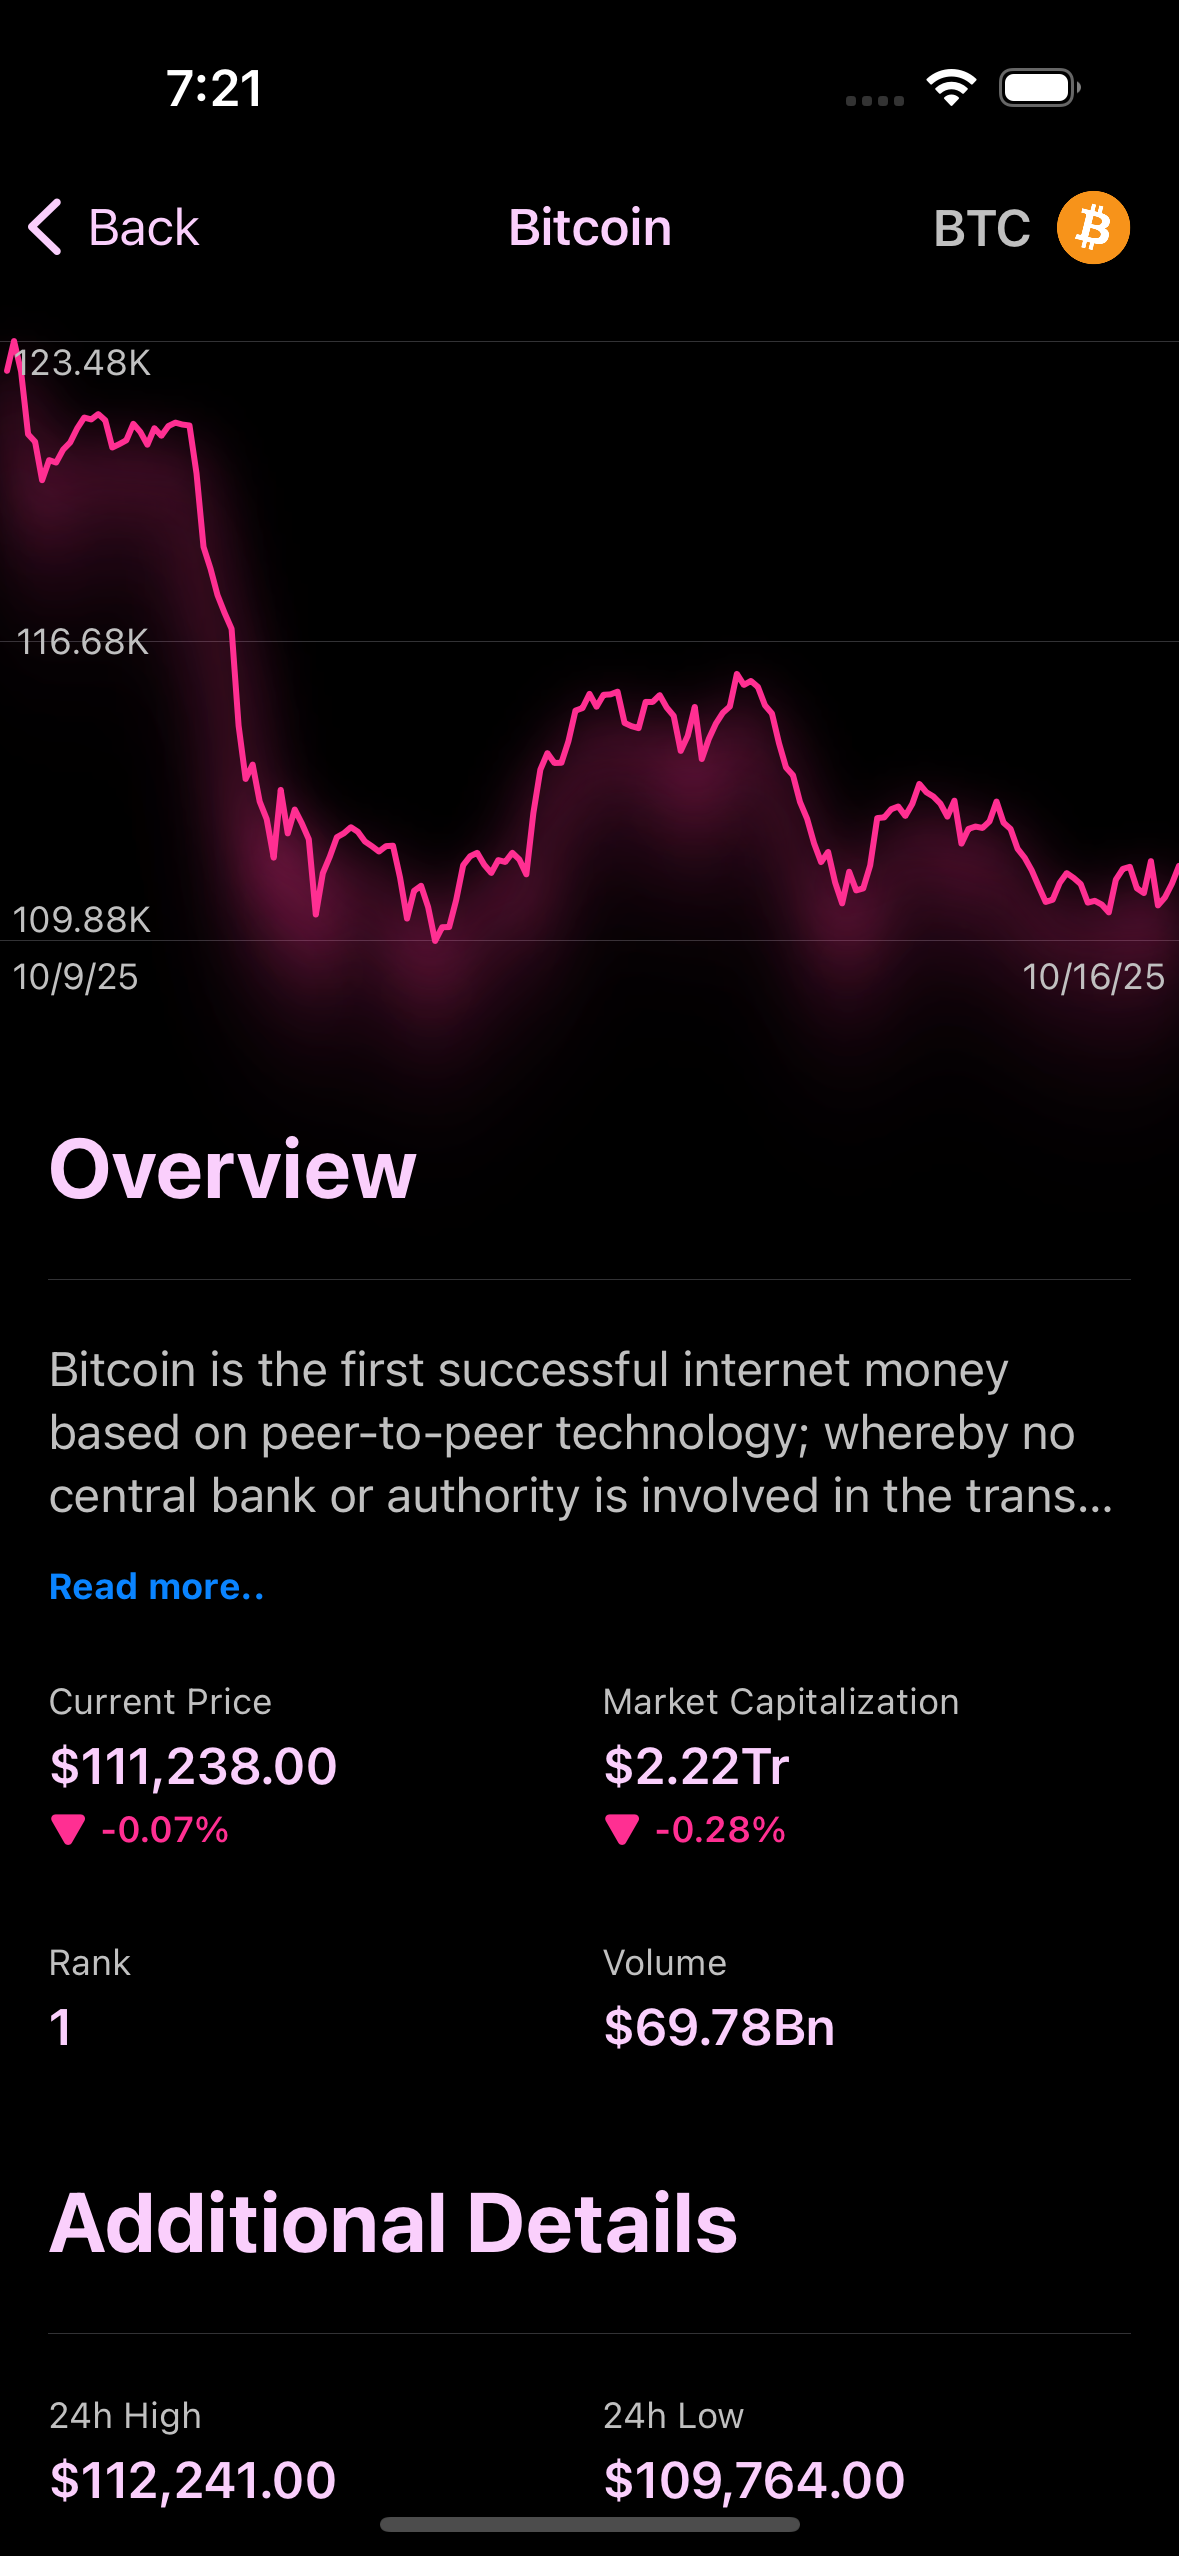 7:21
Back
Bitcoin
BTC
123.48K
116.68K
109.88K
10/9/25
10/16/25
Overview
Bitcoin is the first successful internet money
based on peer-to-peer technology; whereby no
central bank or authority is involved in the trans...
Read more..
Current Price
Market Capitalization
$111,238.00
$2.22Tr
-0.07%
-0.28%
Rank
Volume
1
$69.78Bn
Additional Details
24h High
24h Low
$112,241.00
$109,764.00